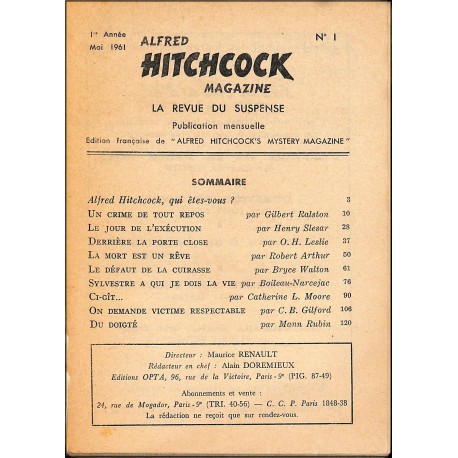 1re Année
Mai 1961
N° 1
ALFRED
HITCHCOCK
MAGAZINE
LA REVUE DU SUSPENSE
Publication mensuelle
Edition française de "ALFRED HITCHCOCK'S MYSTERY MAGAZINE"
SOMMAIRE
Alfred Hitchcock, qui êtes-vous ? 3
UN CRIME DE TOUT REPOS par Gilbert Ralston 10
LE JOUR DE L'EXÉCUTION par Henry Slesar 28
DERRIÈRE LA PORTE CLOSE par O. H. Leslie 37
LA MORT EST UN RÊVE par Robert Arthur 50
LE DÉFAUT DE LA CUIRASSE par Bryce Walton 61
SYLVESTRE A QUI JE DOIS LA VIE par Boileau-Narcejac 76
CI-GÎT... par Catherine L. Moore 90
ON DEMANDE VICTIME RESPECTABLE par C. B. Gilford 106
DU DOIGTÉ par Mann Rubin 120
Directeur : Maurice RENAULT
Rédacteur en chef : Alain DOREMIEUX
Editions OPTA, 96, rue de la Victoire, Paris-9e (PIG. 87-49)
Abonnements et vente :
24, rue de Mogador, Paris-9e (TRI. 40-56) — C. C. P. Paris 1848-38
La rédaction ne reçoit que sur rendez-vous.